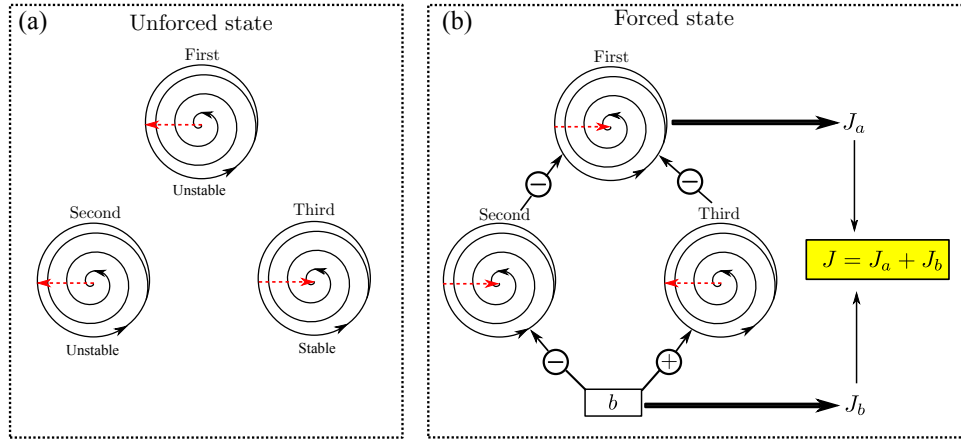 (a)
Unforced state
First
Unstable
Second
Third
Unstable
Stable
(b)
Forced state
First
J_a
−
−
Second
Third
J = J_a + J_b
−
+
b
J_b